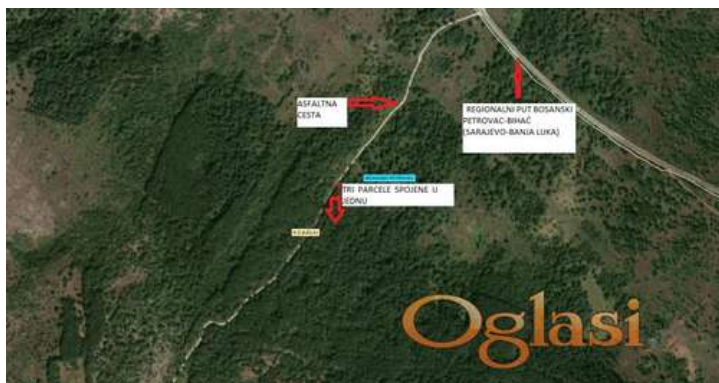 ASFALTNA
CESTA
REGIONALNI PUT BOSANSKI
PETROVAC-BIHAĆ
(SARAJEVO-BANJA LUKA)
TRI PARCELE SPOJENE U
JEDNU
Oglasi